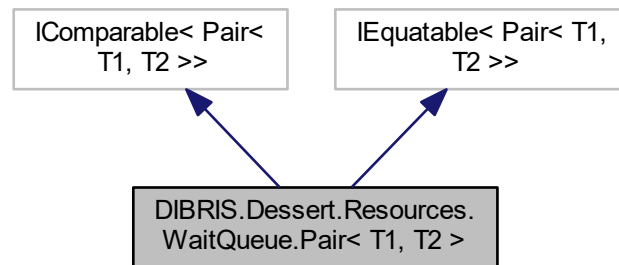 IComparable< Pair<
T1, T2 >>
IEquatable< Pair< T1,
T2 >>
DIBRIS.Dessert.Resources.
WaitQueue.Pair< T1, T2 >